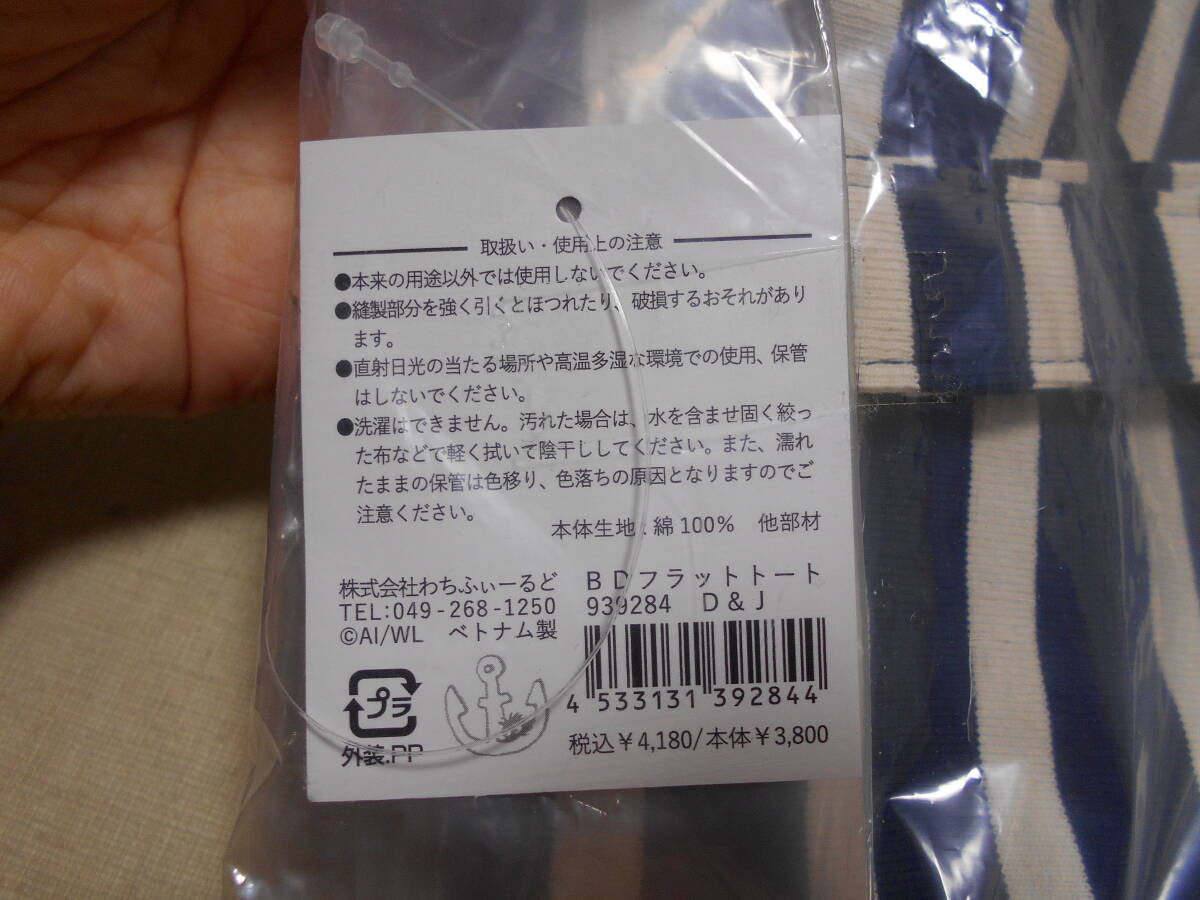 取扱い・使用上の注意
●本来の用途以外では使用しないでください。
●縫製部分を強く引くとほつれたり、破損するおそれがあり
ます。
●直射日光の当たる場所や高温多湿な環境での使用、保管
はしないでください。
●洗濯はできません。汚れた場合は、水を含ませ固く絞っ
た布などで軽く拭いて陰干ししてください。また、濡れ
たままの保管は色移り、色落ちの原因となりますのでご
注意ください。
本体生地：綿100％　他部材
株式会社わちふぃーるど
TEL:049-268-1250
©AI/WL　ベトナム製
BDフラットトート
939284　D&J
4 533131 392844
税込￥4,180/本体￥3,800
プラ
外装:PP